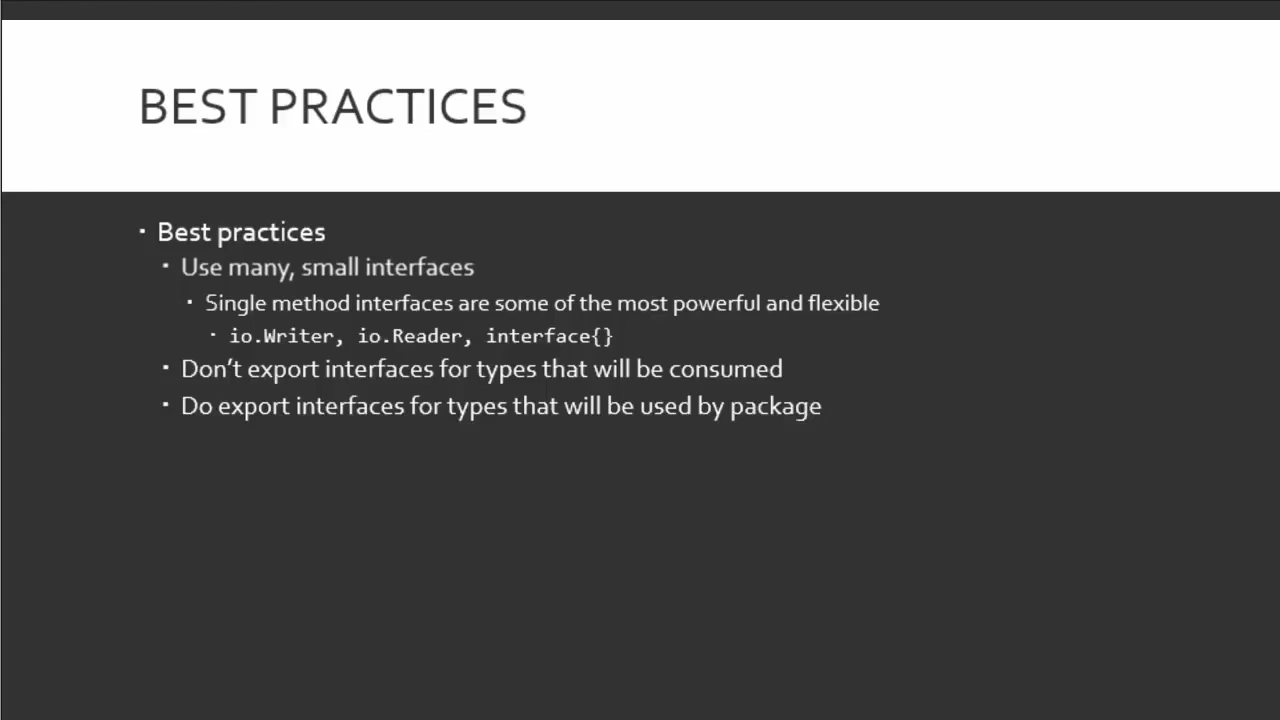 BEST PRACTICES
▪ Best practices
▪ Use many, small interfaces
▪ Single method interfaces are some of the most powerful and flexible
▪ io.Writer, io.Reader, interface{}
▪ Don’t export interfaces for types that will be consumed
▪ Do export interfaces for types that will be used by package